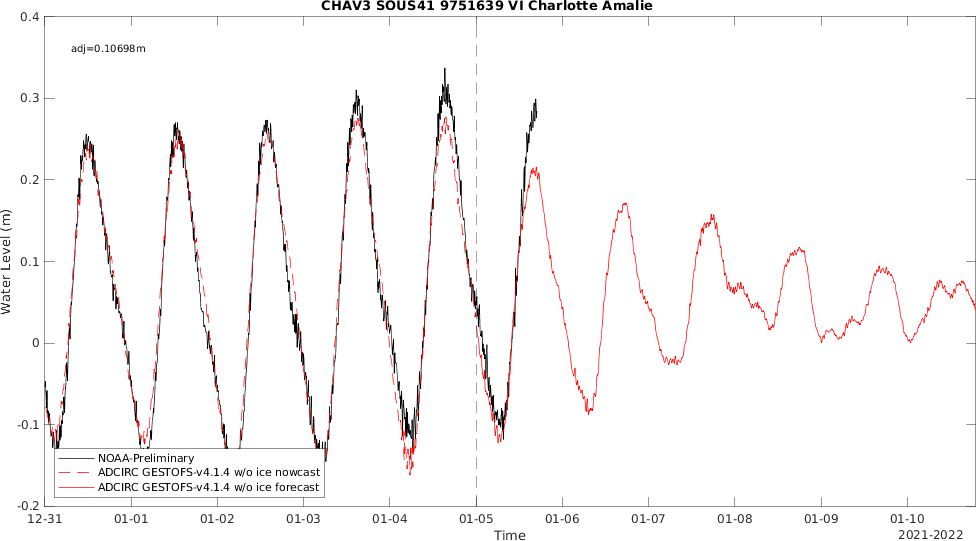 CHAV3 SOUS41 9751639 VI Charlotte Amalie
adj=0.10698m
0.4
0.3
0.2
0.1
0
-0.1
-0.2
Water Level (m)
NOAA-Preliminary
ADCIRC GESTOFS-v4.1.4 w/o ice nowcast
ADCIRC GESTOFS-v4.1.4 w/o ice forecast
12-31 01-01 01-02 01-03 01-04 01-05 01-06 01-07 01-08 01-09 01-10
Time
2021-2022